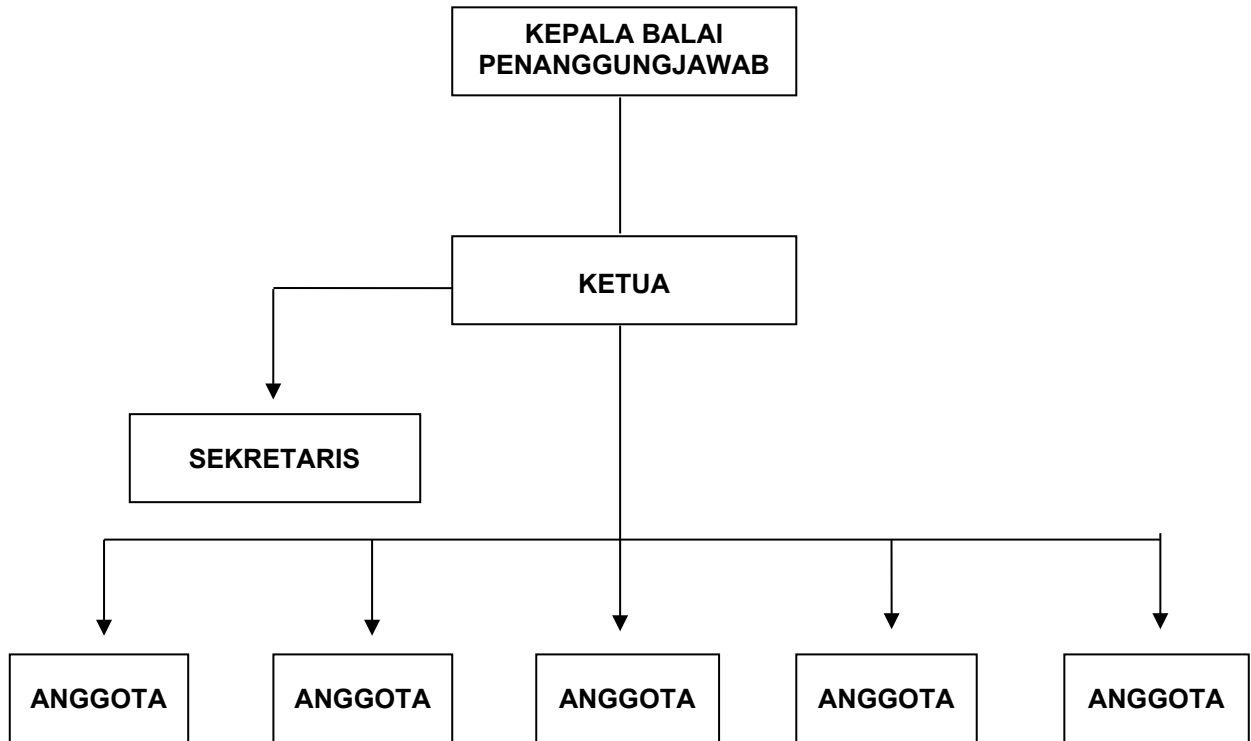 KEPALA BALAI
PENANGGUNGJAWAB
KETUA
SEKRETARIS
ANGGOTA
ANGGOTA
ANGGOTA
ANGGOTA
ANGGOTA